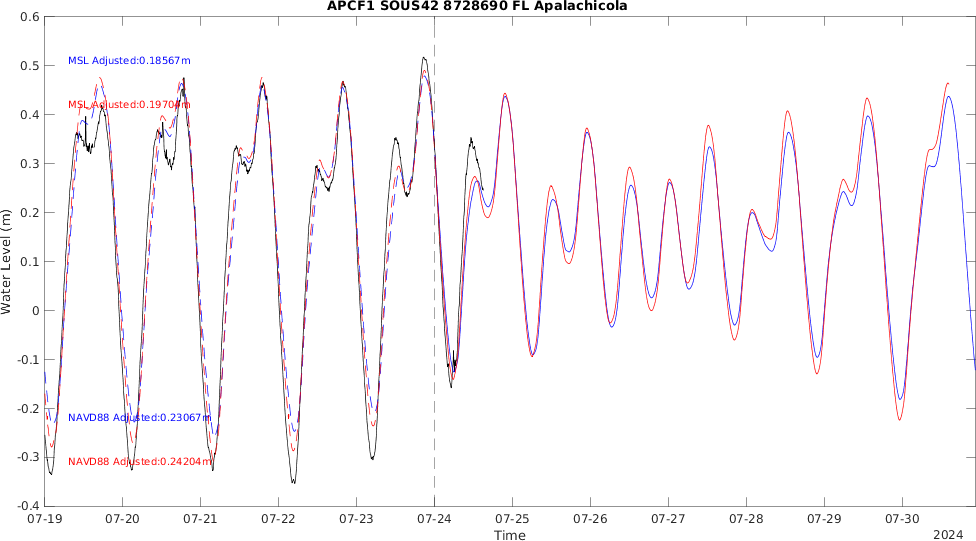 APCF1 SOUS42 8728690 FL Apalachicola
0.6
0.5
0.4
0.3
0.2
0.1
0
-0.1
-0.2
-0.3
-0.4
Water Level (m)
MSL Adjusted:0.18567m
MSL Adjusted:0.19704m
NAVD88 Adjusted:0.23067m
NAVD88 Adjusted:0.24204m
07-19 07-20 07-21 07-22 07-23 07-24 07-25 07-26 07-27 07-28 07-29 07-30
Time
2024